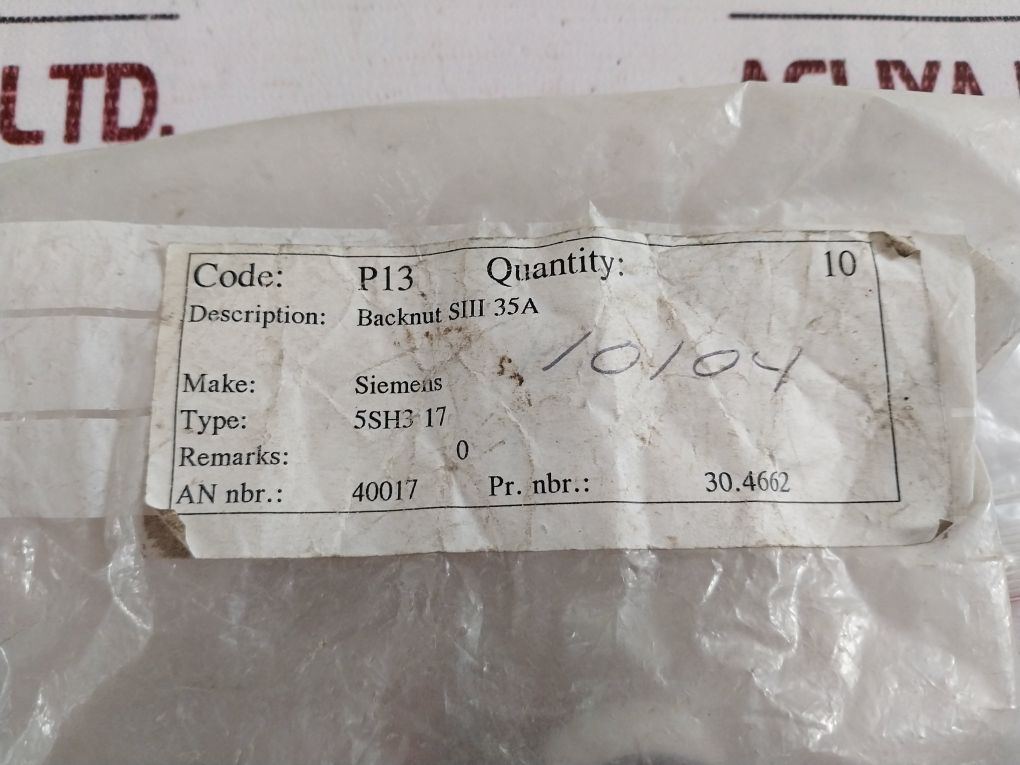 LTD.
Code: P13 Quantity: 10
Description: Backnut SIII 35A
10104
Make: Siemens
Type: 5SH3 17
Remarks: 0
AN nbr.: 40017 Pr. nbr.: 30.4662